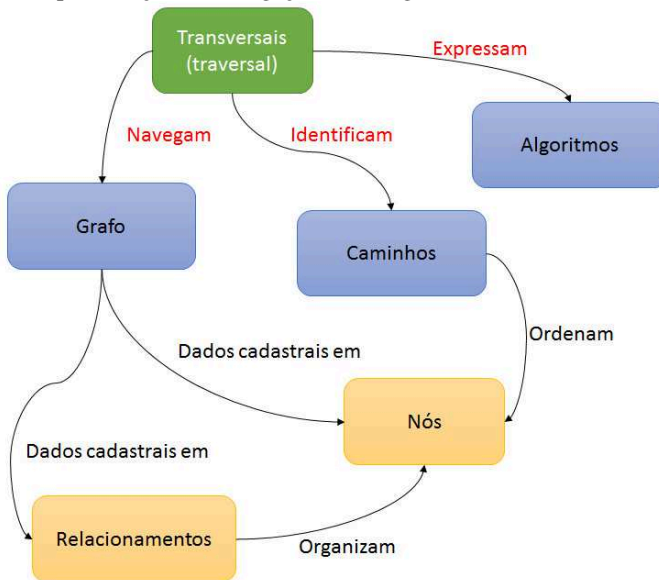 Transversais
(traversal)
Expressam
Navegam
Identificam
Algoritmos
Grafo
Caminhos
Ordenam
Dados cadastrais em
Nós
Dados cadastrais em
Relacionamentos
Organizam